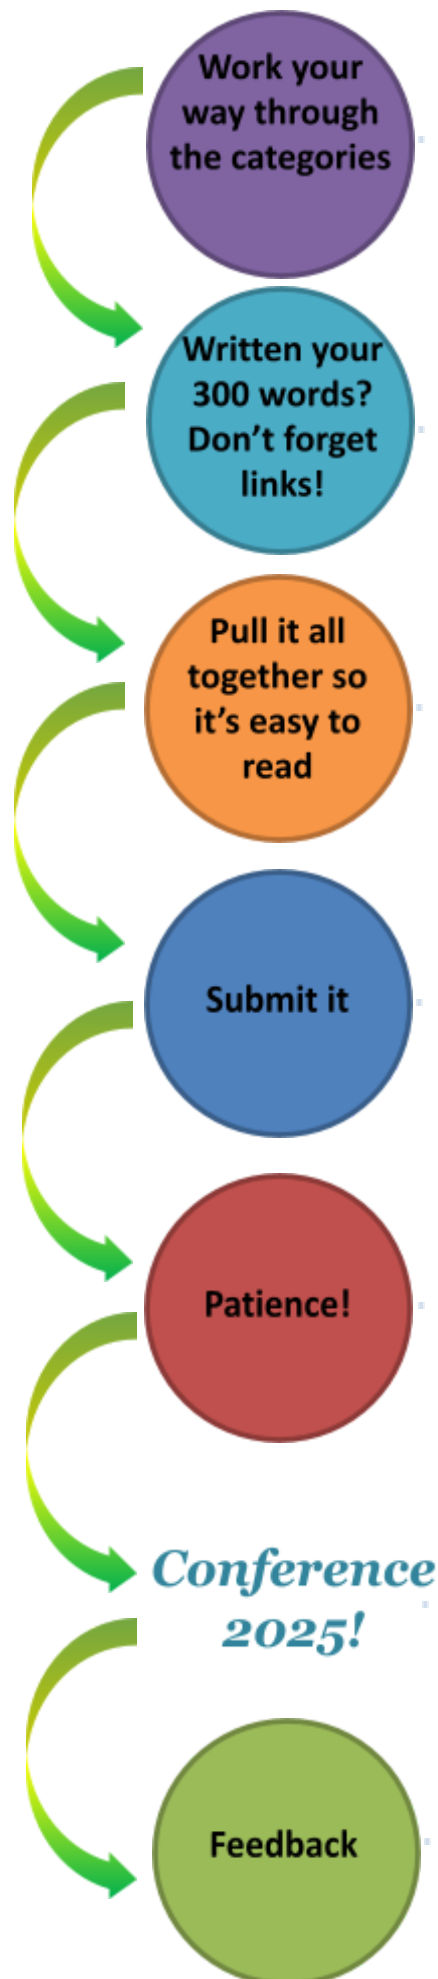 Work your
way through
the categories
Written your
300 words?
Don't forget
links!
Pull it all
together so
it's easy to
read
Submit it
Patience!
Conference
2025!
Feedback